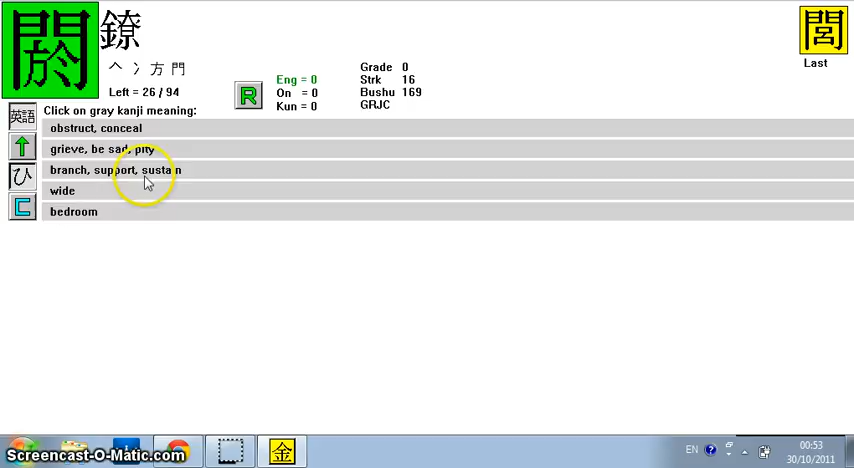 閼 鐐
𠆢 冫 方 門
Left = 26 / 94
R
Eng = 0
On = 0
Kun = 0
Grade 0
Strk 16
Bushu 169
GRJC
閭
Last
英語
Click on gray kanji meaning:
obstruct, conceal
grieve, be sad, pity
ひ
branch, support, sustain
wide
C
bedroom
金
EN
00:53
30/10/2011
Screencast-O-Matic.com